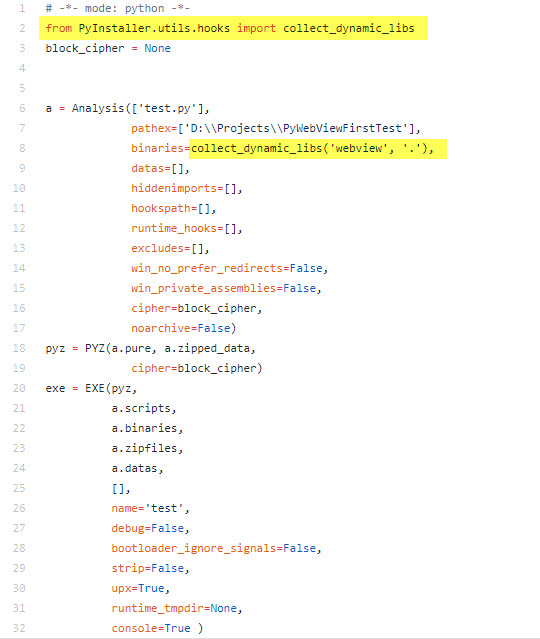 1 # -*- mode: python -*-
2 from PyInstaller.utils.hooks import collect_dynamic_libs
3 block_cipher = None
4
5
6 a = Analysis(['test.py'],
7 pathex=['D:\\Projects\\PyWebViewFirstTest'],
8 binaries=collect_dynamic_libs('webview', '.'),
9 datas=[],
10 hiddenimports=[],
11 hookspath=[],
12 runtime_hooks=[],
13 excludes=[],
14 win_no_prefer_redirects=False,
15 win_private_assemblies=False,
16 cipher=block_cipher,
17 noarchive=False)
18 pyz = PYZ(a.pure, a.zipped_data,
19 cipher=block_cipher)
20 exe = EXE(pyz,
21 a.scripts,
22 a.binaries,
23 a.zipfiles,
24 a.datas,
25 [],
26 name='test',
27 debug=False,
28 bootloader_ignore_signals=False,
29 strip=False,
30 upx=True,
31 runtime_tmpdir=None,
32 console=True )